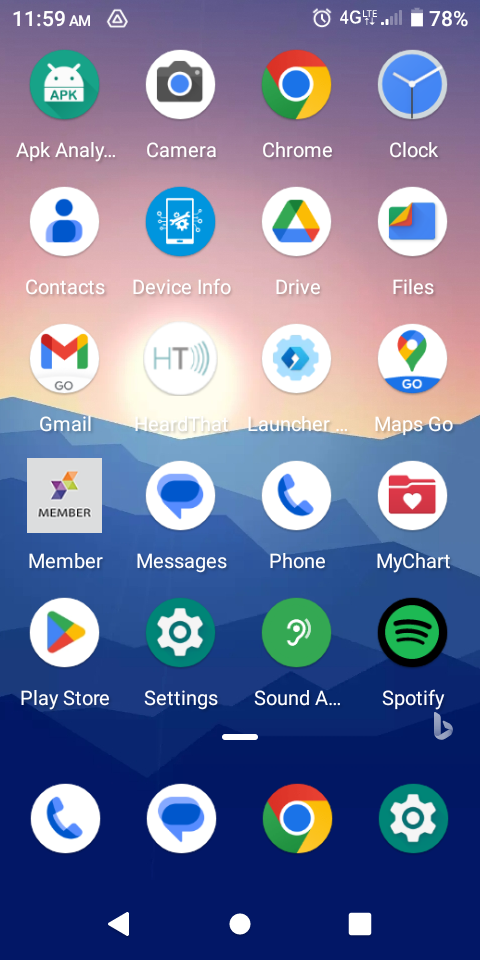 11:59 AM 4G LTE 78%
APK
Apk Analy... Camera Chrome Clock
Contacts Device Info Drive Files
GO HT GO
Gmail HeardThat Launcher ... Maps Go
MEMBER
Member Messages Phone MyChart
Play Store Settings Sound A... Spotify